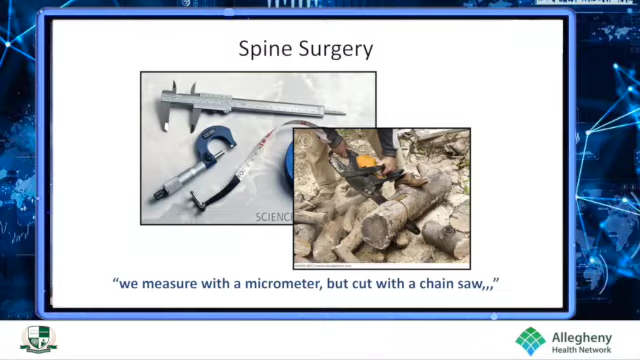 Spine Surgery
SCIENCE
“we measure with a micrometer, but cut with a chain saw,,,”
Allegheny
Health Network